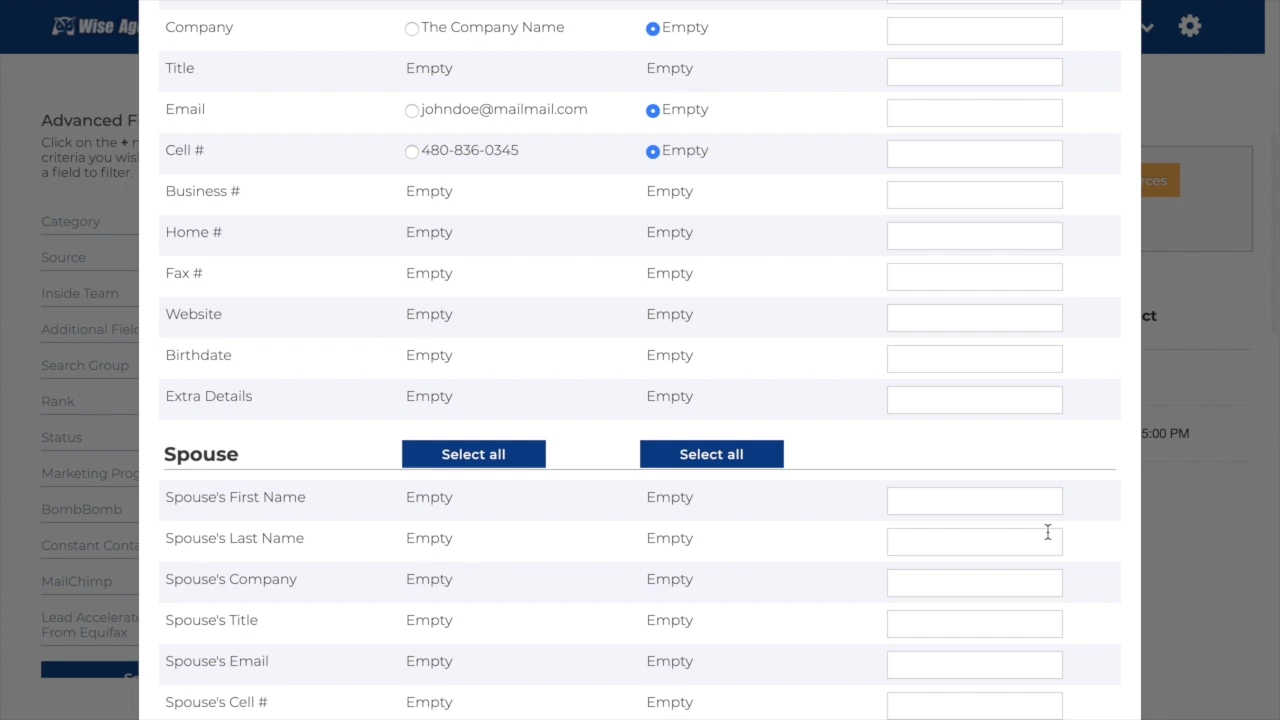 Wise Age
Company The Company Name Empty
Title Empty Empty
Email johndoe@mailmail.com Empty
Cell # 480-836-0345 Empty
Business # Empty Empty
Home # Empty Empty
Fax # Empty Empty
Website Empty Empty
Birthdate Empty Empty
Extra Details Empty Empty
Spouse Select all Select all
Spouse's First Name Empty Empty
Spouse's Last Name Empty Empty
Spouse's Company Empty Empty
Spouse's Title Empty Empty
Spouse's Email Empty Empty
Spouse's Cell # Empty Empty
Advanced F
Click on the + n
criteria you wis
a field to filter.
Category
Source
Inside Team
Additional Field
Search Group
Rank
Status
Marketing Prog
BombBomb
Constant Conta
MailChimp
Lead Accelerato
From Equifax
rces
ct
5:00 PM